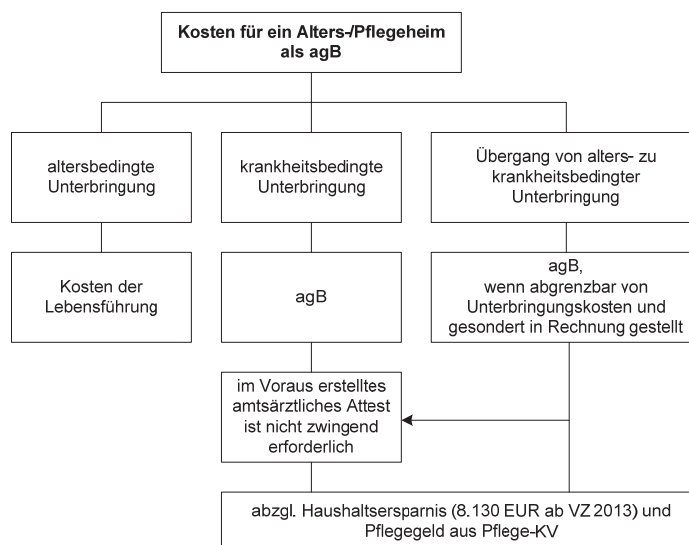 Kosten für ein Alters-/Pflegeheim
als agB
altersbedingte
Unterbringung
krankheitsbedingte
Unterbringung
Übergang von alters- zu
krankheitsbedingter
Unterbringung
Kosten der
Lebensführung
agB
agB,
wenn abgrenzbar von
Unterbringungskosten und
gesondert in Rechnung gestellt
im Voraus erstelltes
amtsärztliches Attest
ist nicht zwingend
erforderlich
abzgl. Haushaltsersparnis (8.130 EUR ab VZ 2013) und
Pflegegeld aus Pflege-KV